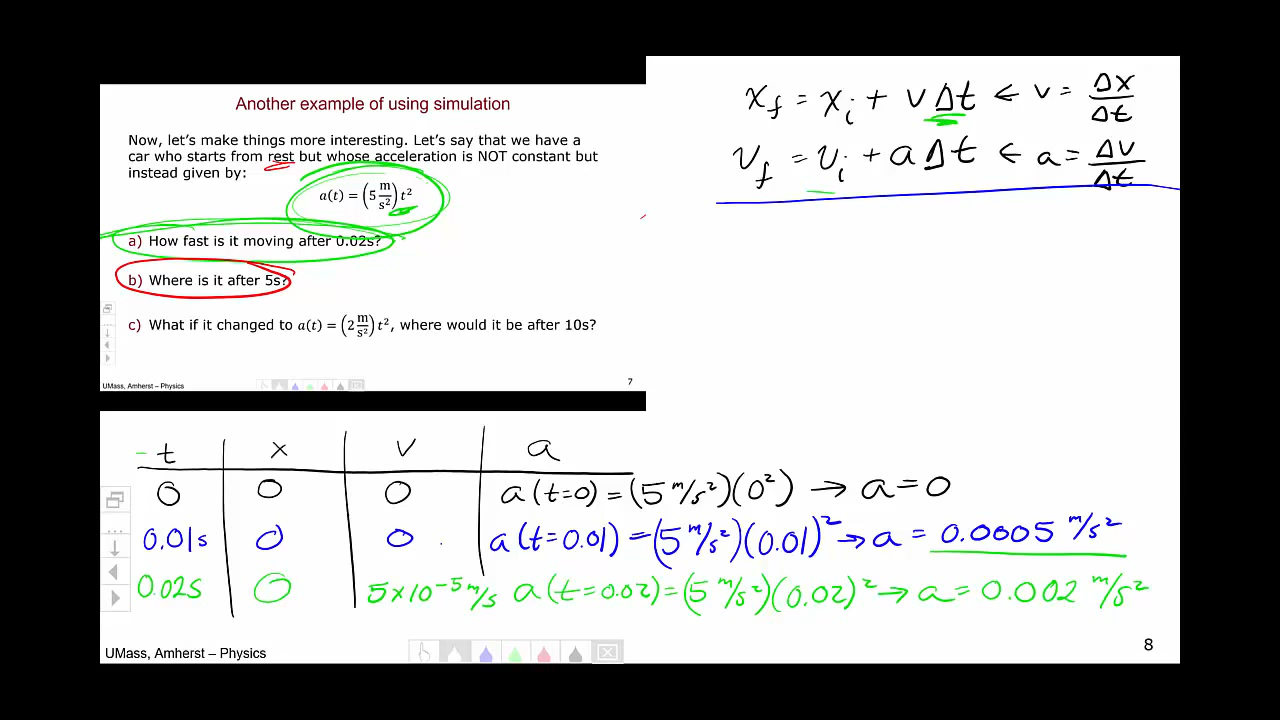 Another example of using simulation
Now, let's make things more interesting. Let's say that we have a
car who starts from rest but whose acceleration is NOT constant but
instead given by:
a(t) = (5 m/s²) t²
a) How fast is it moving after 0.02s?
b) Where is it after 5s?
c) What if it changed to a(t) = (2 m/s²) t², where would it be after 10s?
UMass, Amherst – Physics
7
x_f = x_i + v Δt ← v = Δx/Δt
v_f = v_i + a Δt ← a = Δv/Δt
t x v a
0 0 0 a(t=0) = (5 m/s²)(0²) → a = 0
0.01s 0 0 a(t=0.01) = (5 m/s²)(0.01)² → a = 0.0005 m/s²
0.02s 0 5×10⁻⁵ m/s a(t=0.02) = (5 m/s²)(0.02)² → a = 0.002 m/s²
UMass, Amherst – Physics
8